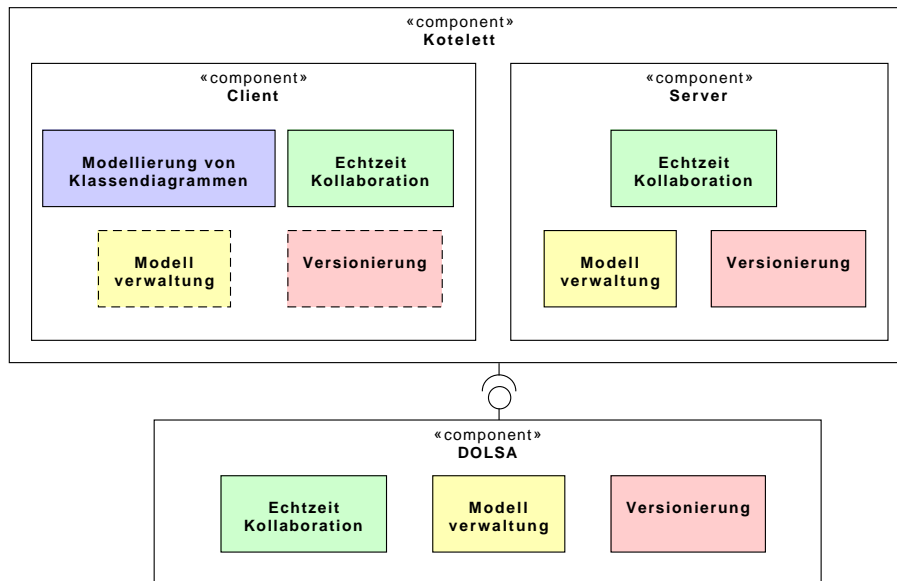 «component»
Kotelett
«component»
Client
Modellierung von
Klassendiagrammen
Echtzeit
Kollaboration
Modell
verwaltung
Versionierung
«component»
Server
Echtzeit
Kollaboration
Modell
verwaltung
Versionierung
«component»
DOLSA
Echtzeit
Kollaboration
Modell
verwaltung
Versionierung